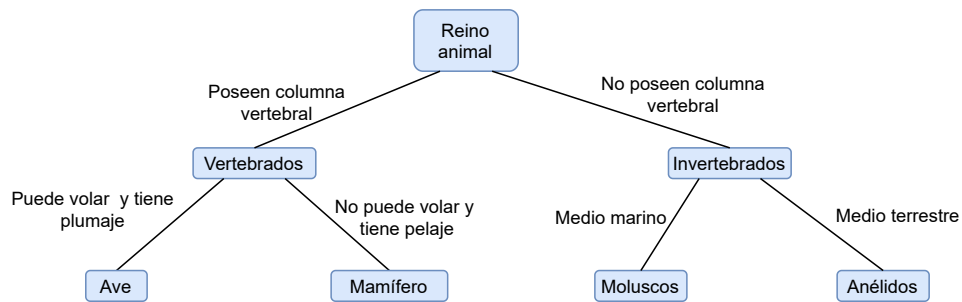 Reino
animal
Poseen columna
vertebral
No poseen columna
vertebral
Vertebrados
Invertebrados
Puede volar  y tiene
plumaje
No puede volar y
tiene pelaje
Medio marino
Medio terrestre
Ave
Mamífero
Moluscos
Anélidos